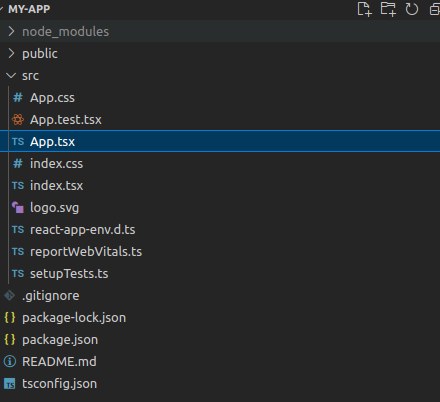 MY-APP
node_modules
public
src
# App.css
App.test.tsx
TS App.tsx
# index.css
TS index.tsx
logo.svg
TS react-app-env.d.ts
TS reportWebVitals.ts
TS setupTests.ts
.gitignore
{} package-lock.json
{} package.json
README.md
TS tsconfig.json